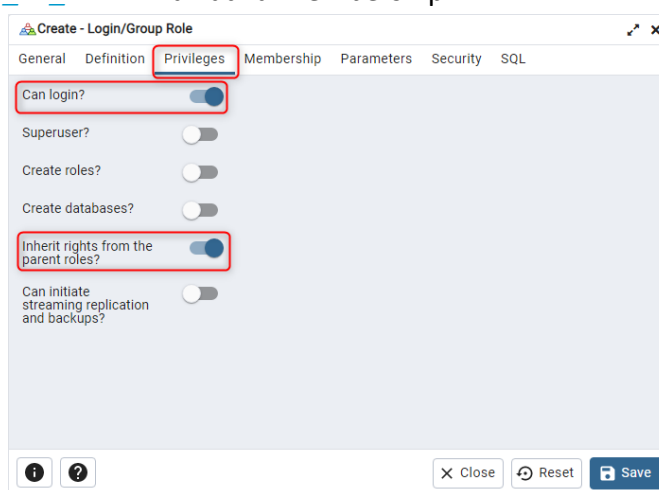 Create - Login/Group Role
General Definition Privileges Membership Parameters Security SQL
Can login?
Superuser?
Create roles?
Create databases?
Inherit rights from the
parent roles?
Can initiate
streaming replication
and backups?
Close Reset Save